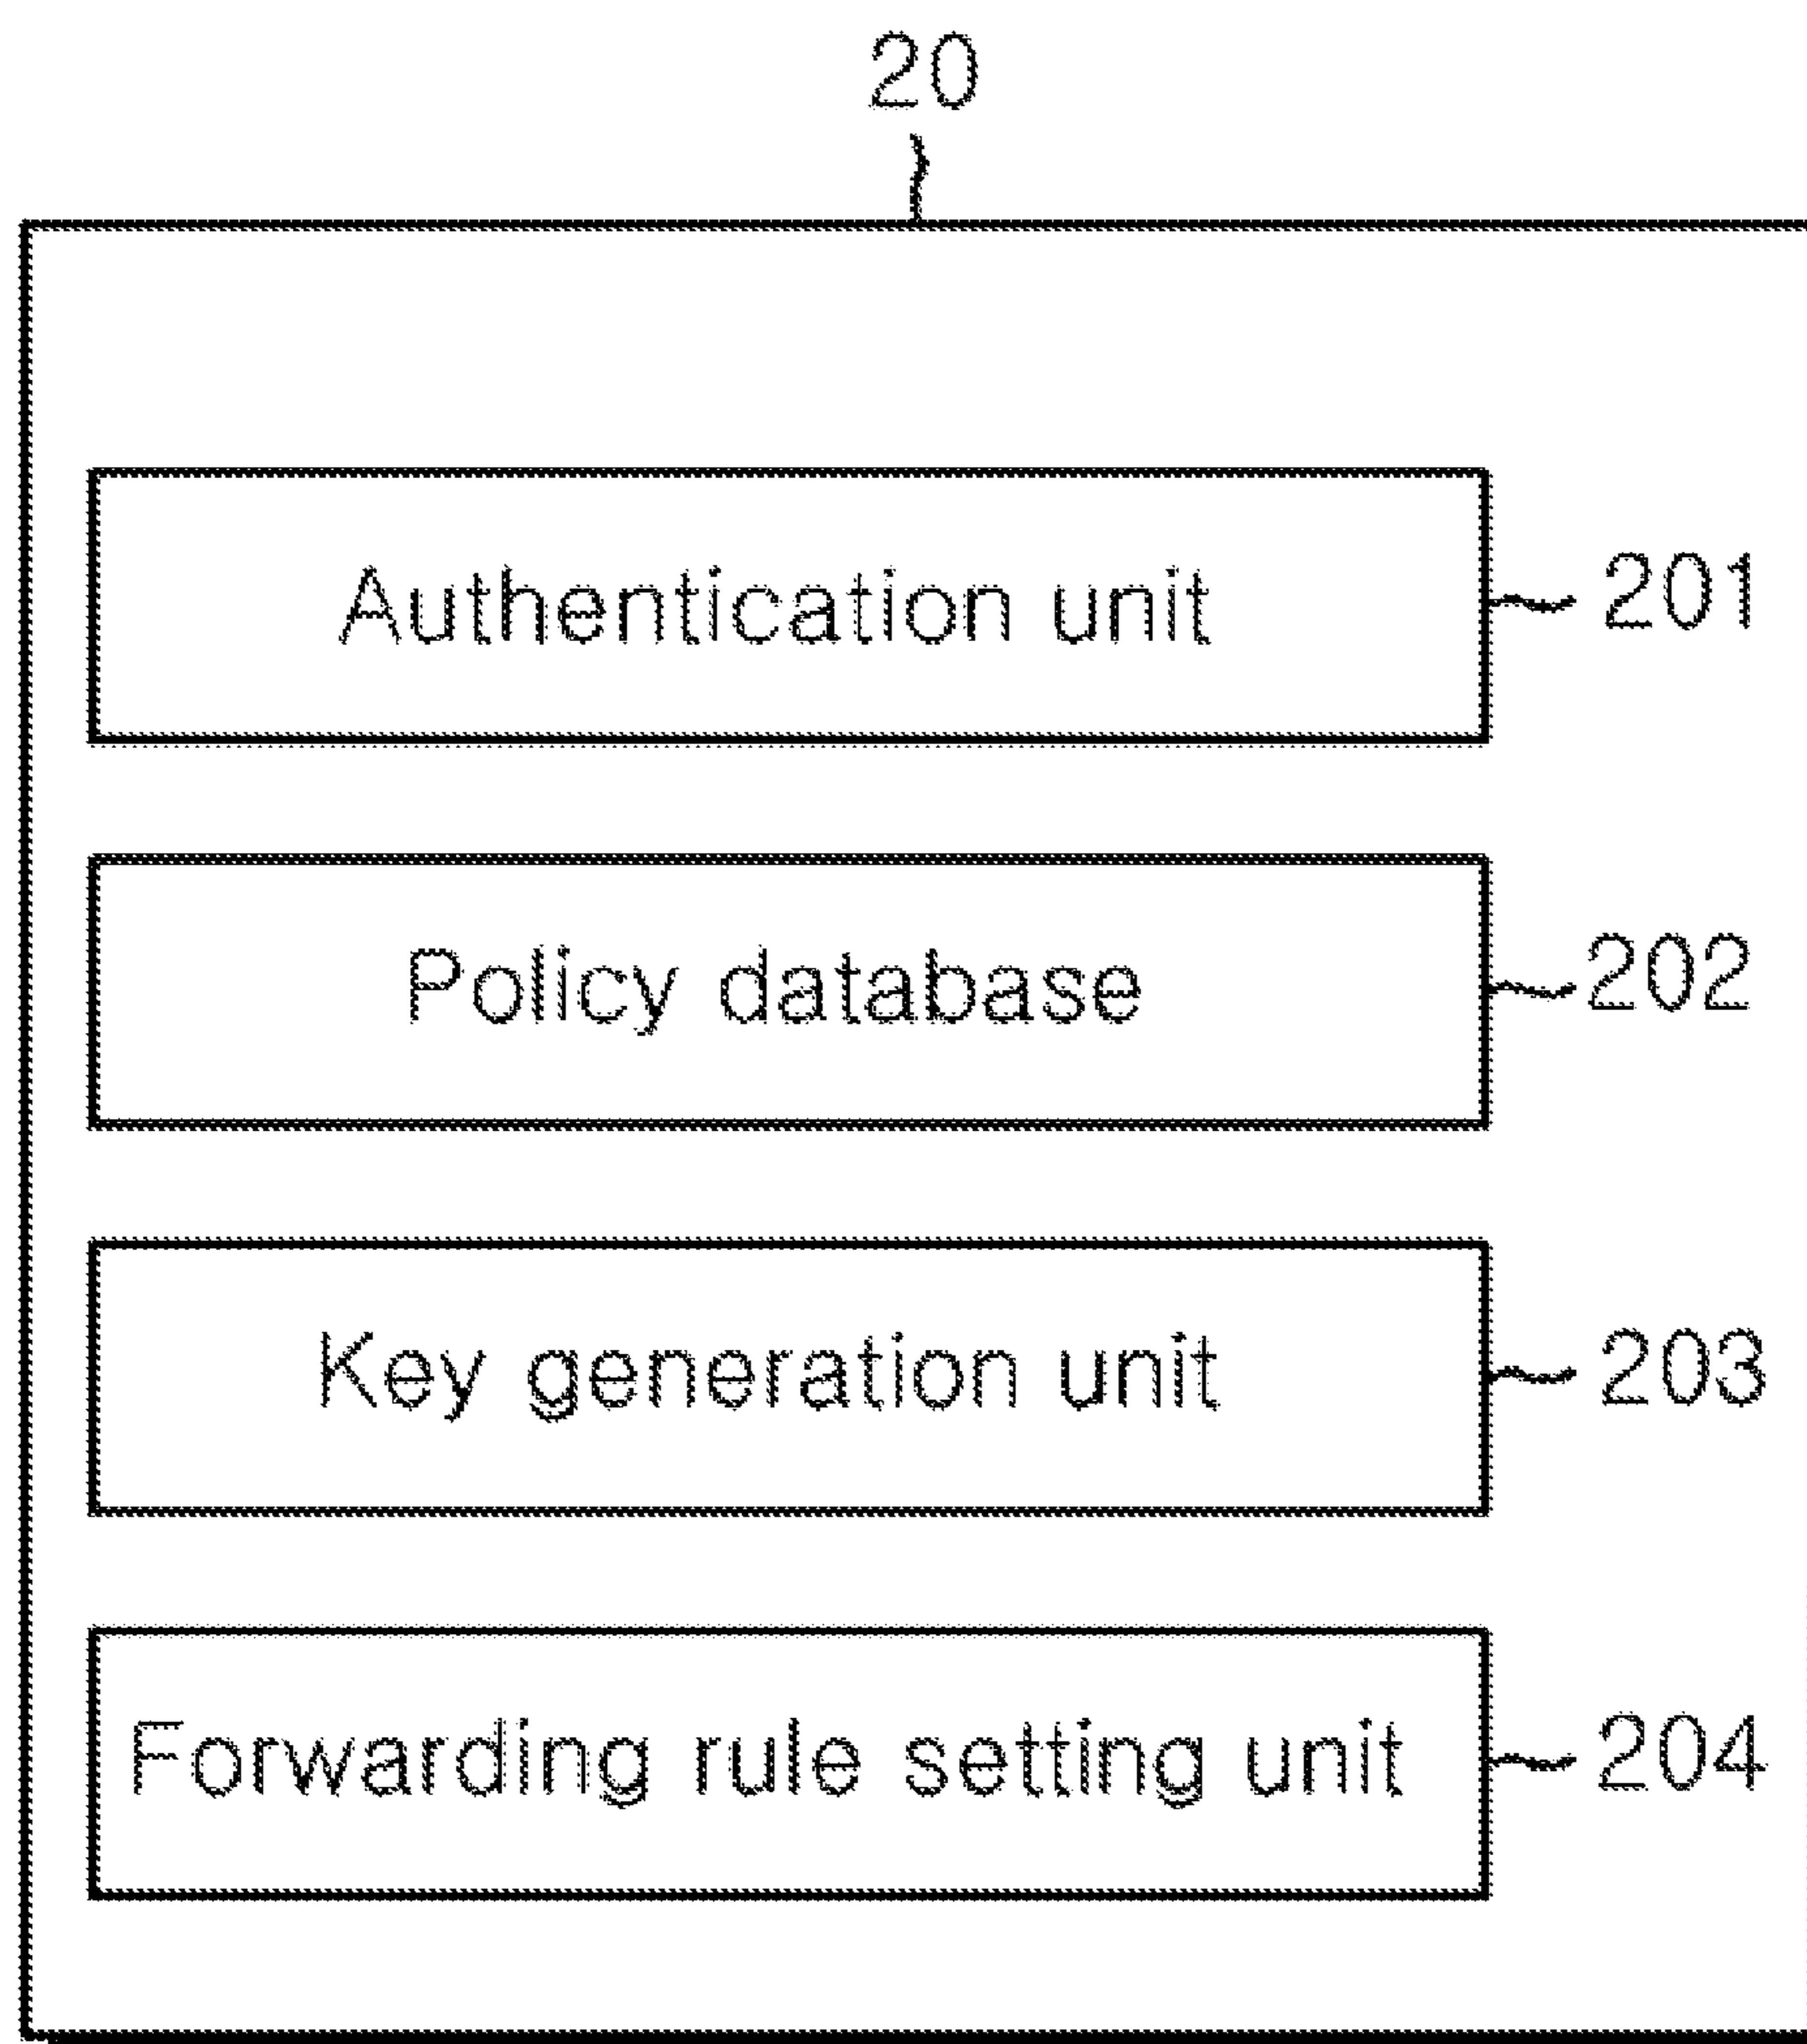 20
Authentication unit 201
Policy database 202
Key generation unit 203
Forwarding rule setting unit 204